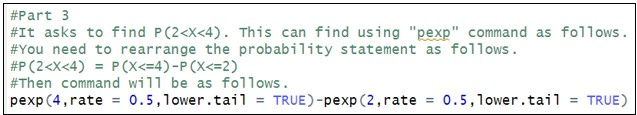 #Part 3
#It asks to find P(2<X<4). This can find using "pexp" command as follows.
#You need to rearrange the probability statement as follows.
#P(2<X<4) = P(X<=4)-P(X<=2)
#Then command will be as follows.
pexp(4,rate = 0.5,lower.tail = TRUE)-pexp(2,rate = 0.5,lower.tail = TRUE)